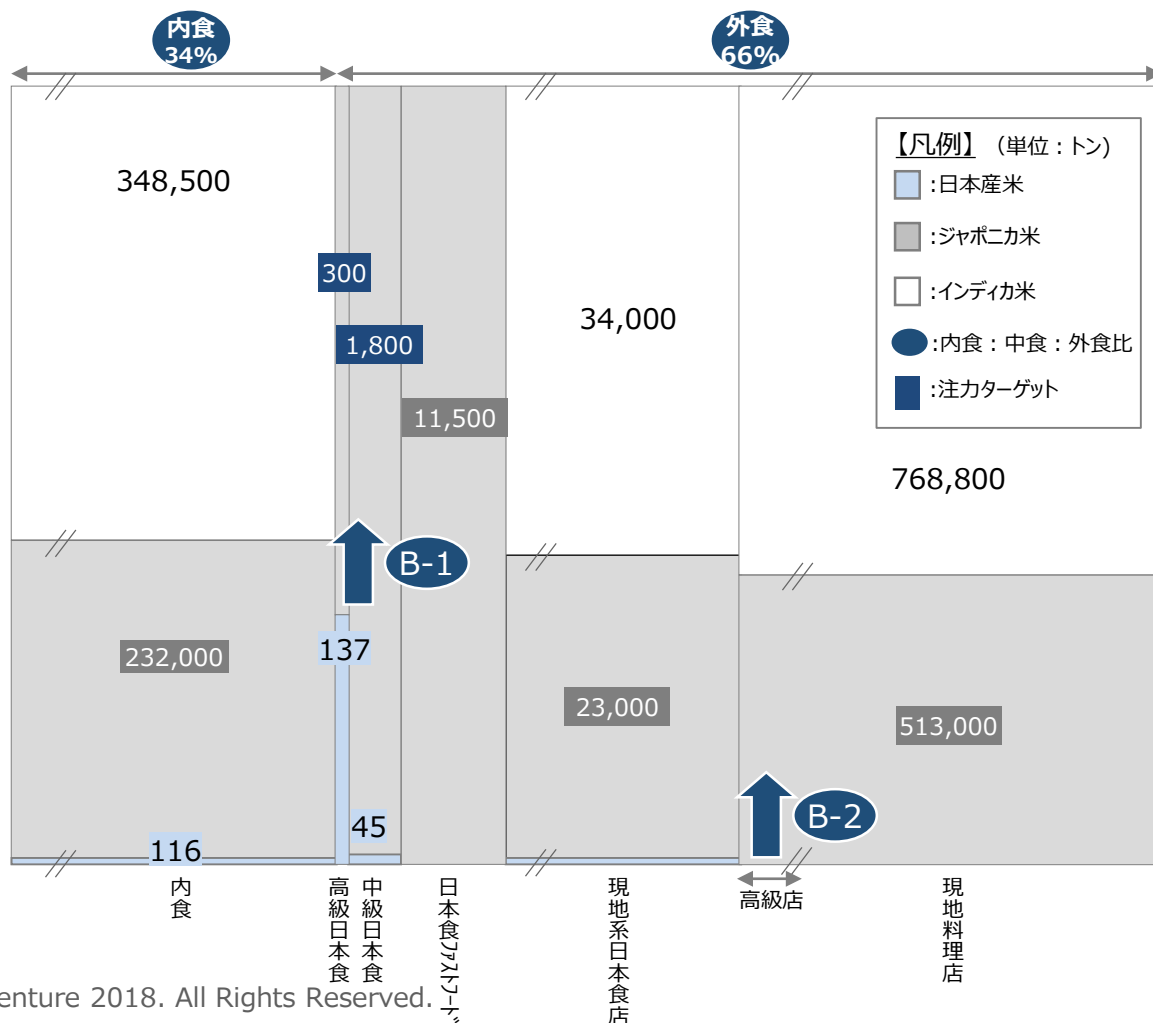 内食
34%
外食
66%
【凡例】 （単位：トン)
:日本産米
:ジャポニカ米
:インディカ米
:内食：中食：外食比
:注力ターゲット
348,500
300
1,800
11,500
34,000
768,800
B-1
232,000
137
23,000
513,000
B-2
45
116
内食
高級日本食
中級日本食
日本食ﾌｧｽﾄﾌｰﾄﾞ
現地系日本食店
高級店
現地料理店
enture 2018. All Rights Reserved.